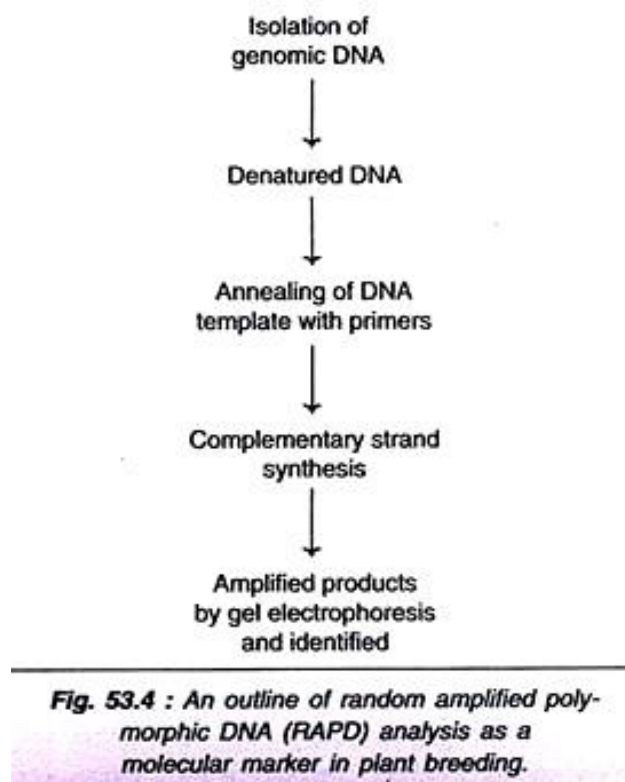 Isolation of
genomic DNA
Denatured DNA
Annealing of DNA
template with primers
Complementary strand
synthesis
Amplified products
by gel electrophoresis
and identified
Fig. 53.4 : An outline of random amplified poly-
morphic DNA (RAPD) analysis as a
molecular marker in plant breeding.